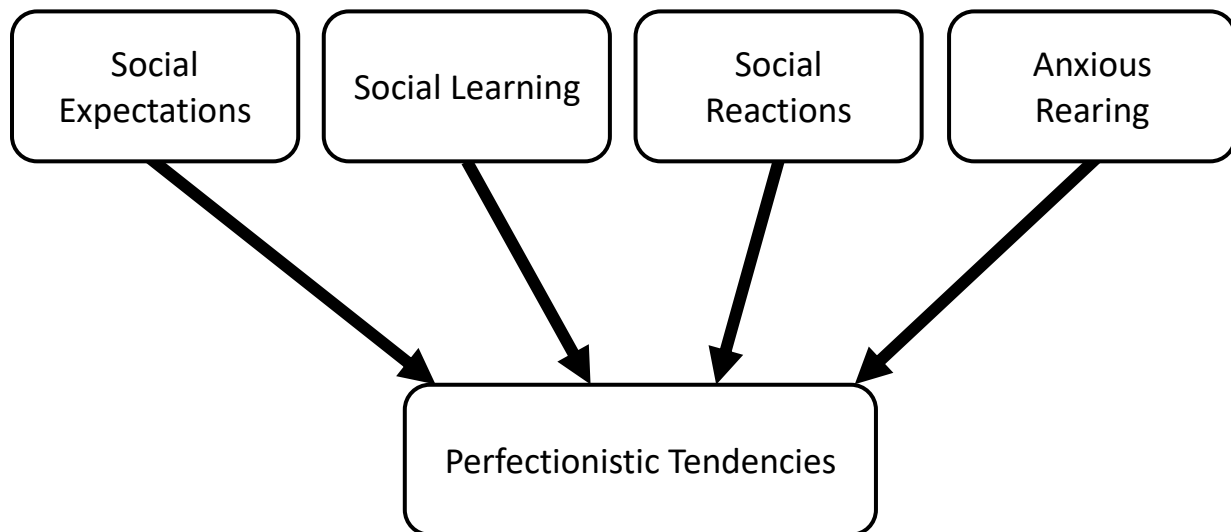 Social
Expectations
Social Learning
Social
Reactions
Anxious
Rearing
Perfectionistic Tendencies